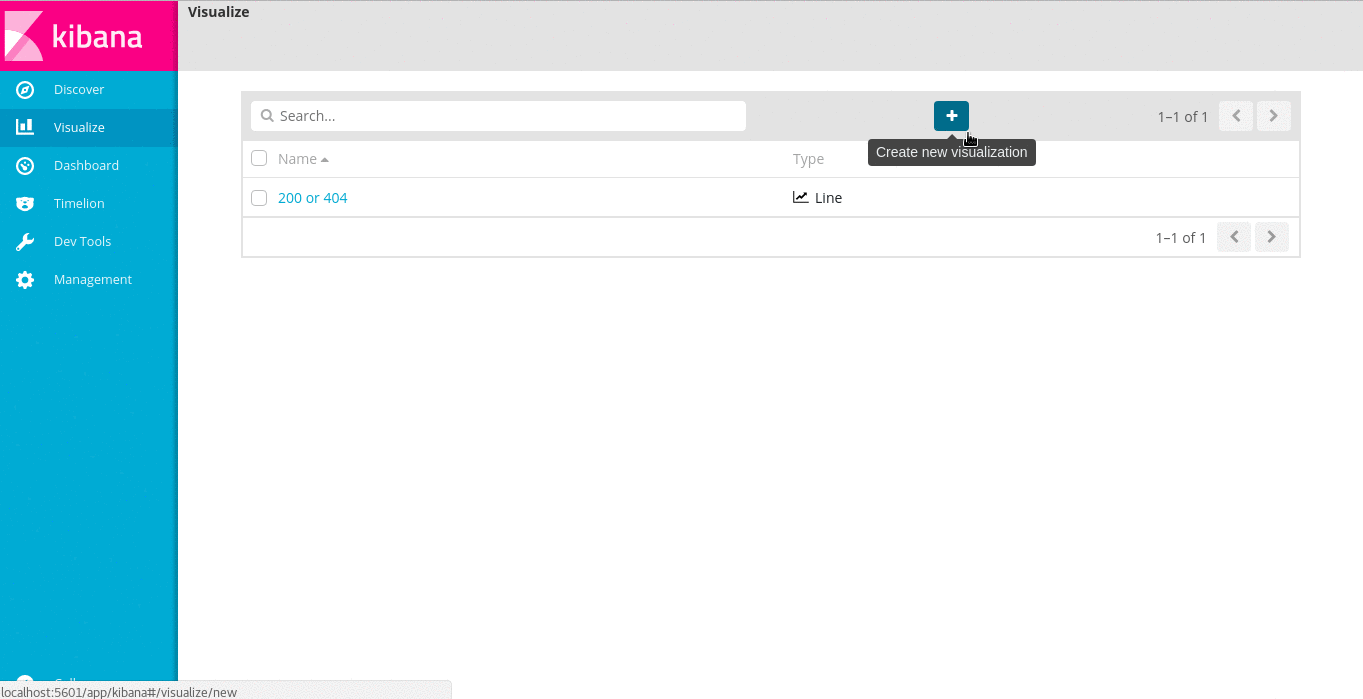 kibana
Visualize
Discover
Visualize
Dashboard
Timelion
Dev Tools
Management
Search...
1–1 of 1
Create new visualization
Name
Type
200 or 404
Line
1–1 of 1
localhost:5601/app/kibana#/visualize/new